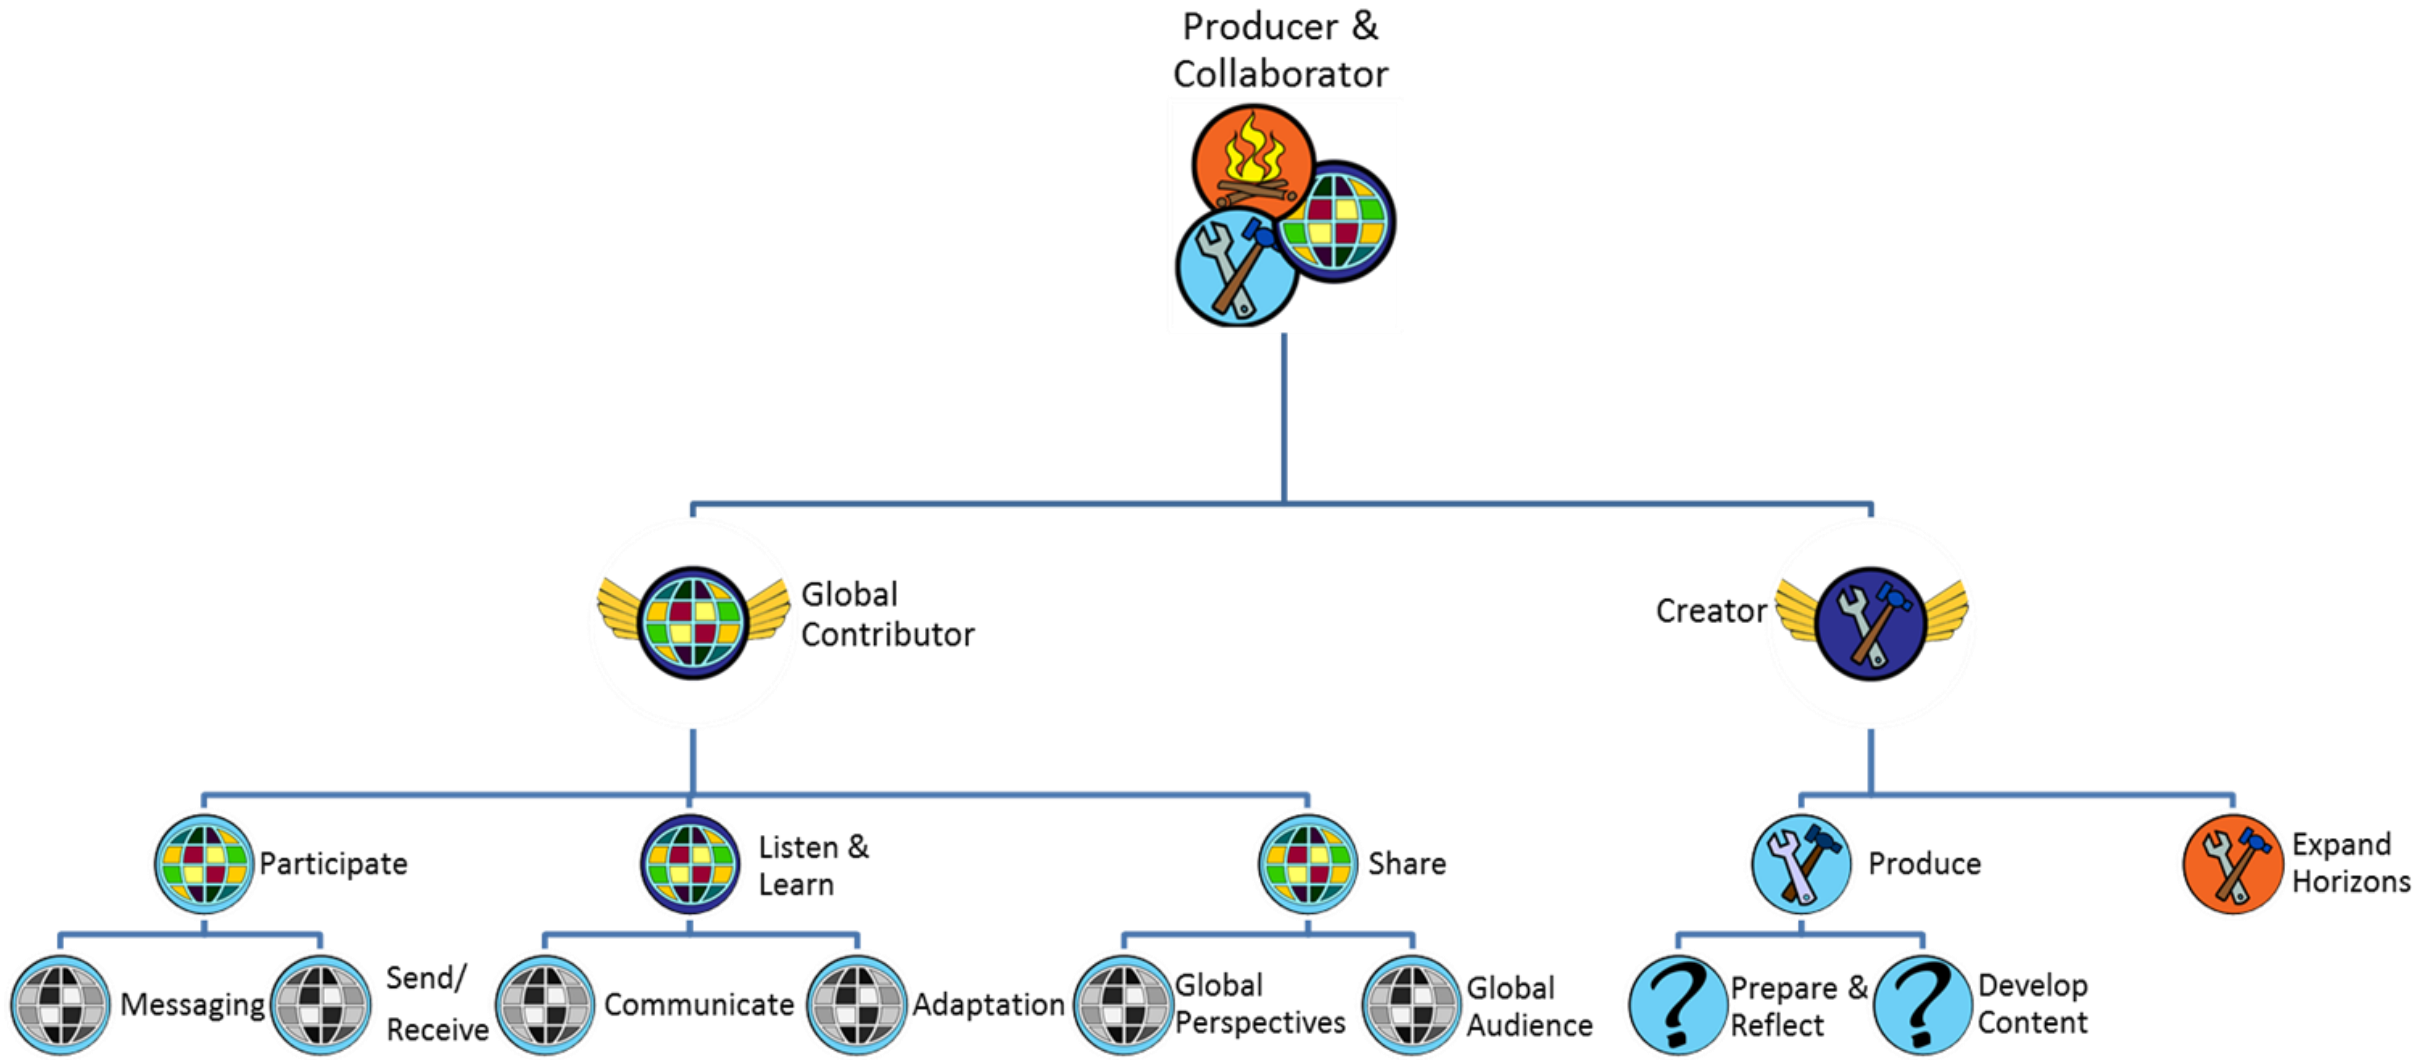 Producer &
Collaborator
Global
Contributor
Creator
Participate
Listen &
Learn
Share
Produce
Expand
Horizons
Messaging
Send/
Receive
Communicate
Adaptation
Global
Perspectives
Global
Audience
Prepare &
Reflect
Develop
Content